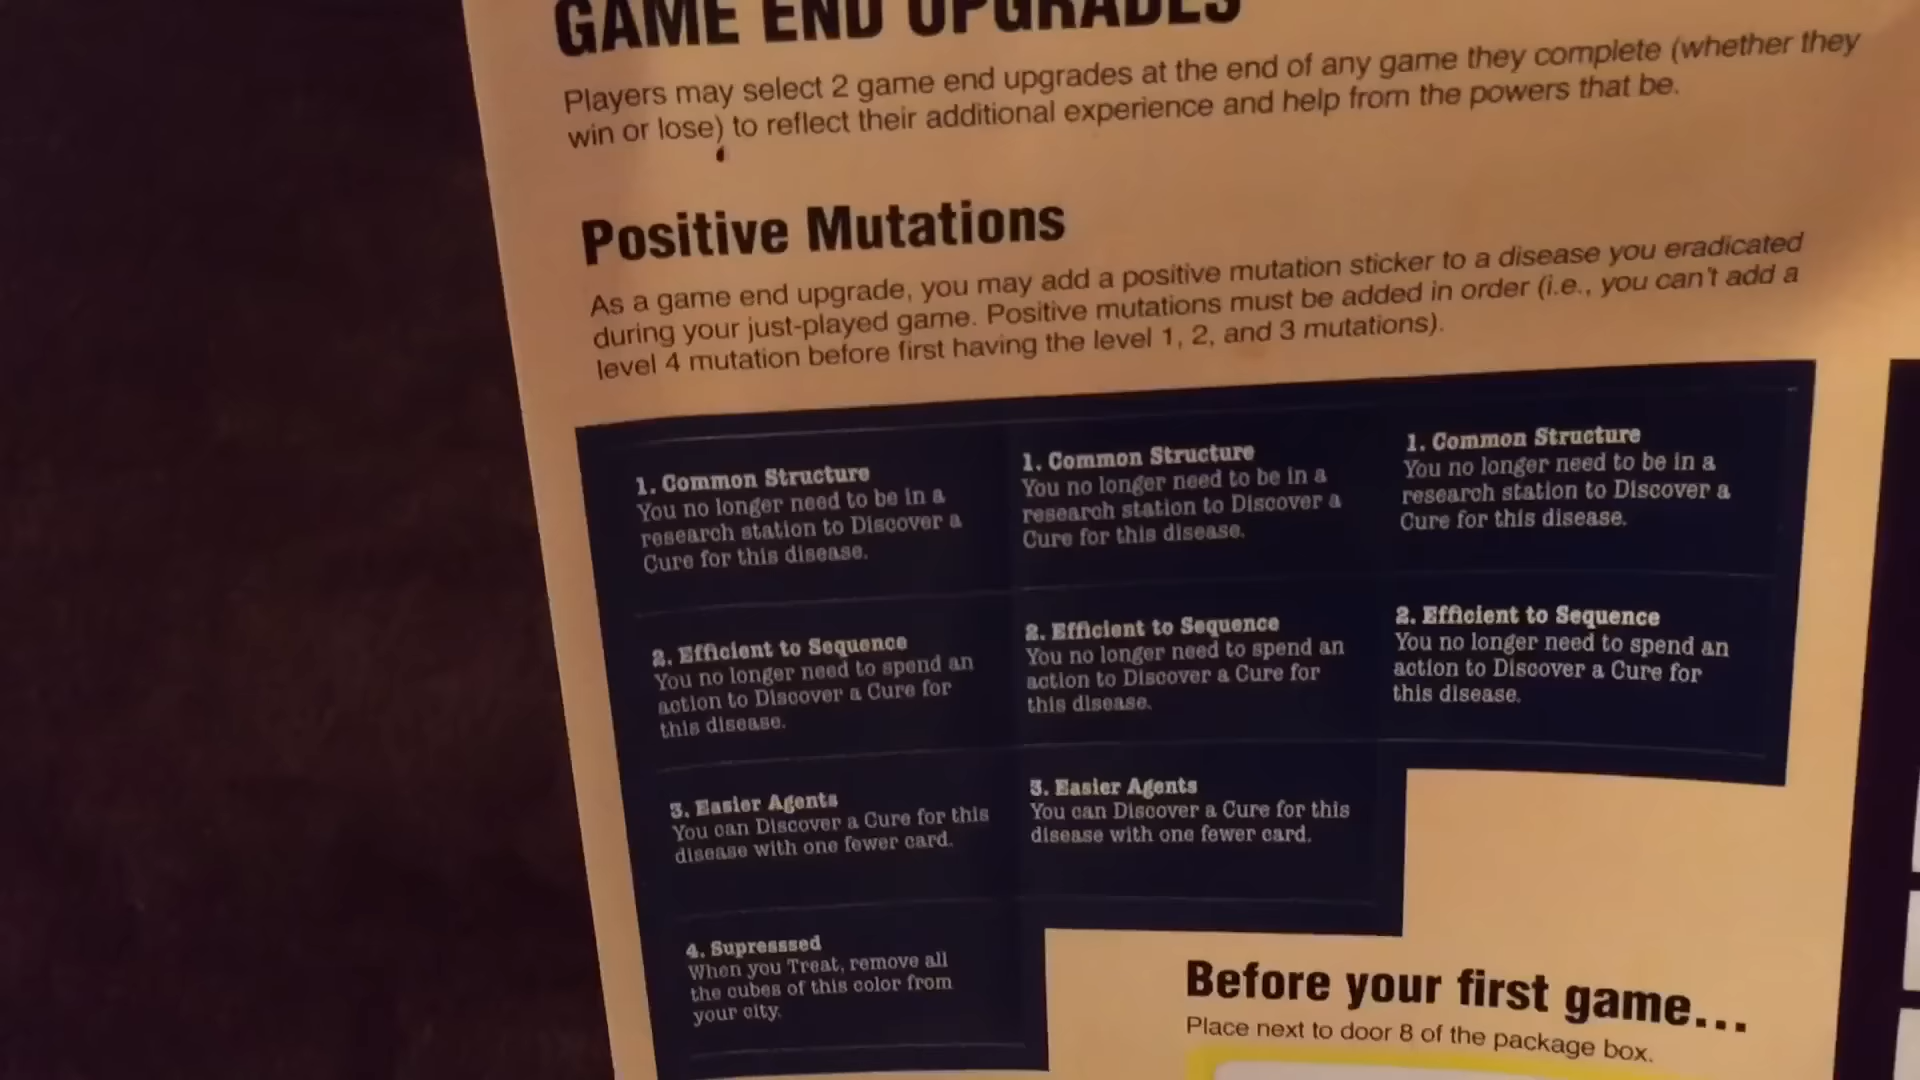 GAME END UPGRADES
Players may select 2 game end upgrades at the end of any game they complete (whether they
win or lose) to reflect their additional experience and help from the powers that be.
Positive Mutations
As a game end upgrade, you may add a positive mutation sticker to a disease you eradicated
during your just-played game. Positive mutations must be added in order (i.e., you can't add a
level 4 mutation before first having the level 1, 2, and 3 mutations).
1. Common Structure
You no longer need to be in a
research station to Discover a
Cure for this disease.
1. Common Structure
You no longer need to be in a
research station to Discover a
Cure for this disease.
1. Common Structure
You no longer need to be in a
research station to Discover a
Cure for this disease.
2. Efficient to Sequence
You no longer need to spend an
action to Discover a Cure for
this disease.
2. Efficient to Sequence
You no longer need to spend an
action to Discover a Cure for
this disease.
2. Efficient to Sequence
You no longer need to spend an
action to Discover a Cure for
this disease.
3. Easier Agents
You can Discover a Cure for this
disease with one fewer card.
3. Easier Agents
You can Discover a Cure for this
disease with one fewer card.
4. Supresssed
When you Treat, remove all
the cubes of this color from
your city.
Before your first game...
Place next to door 8 of the package box.